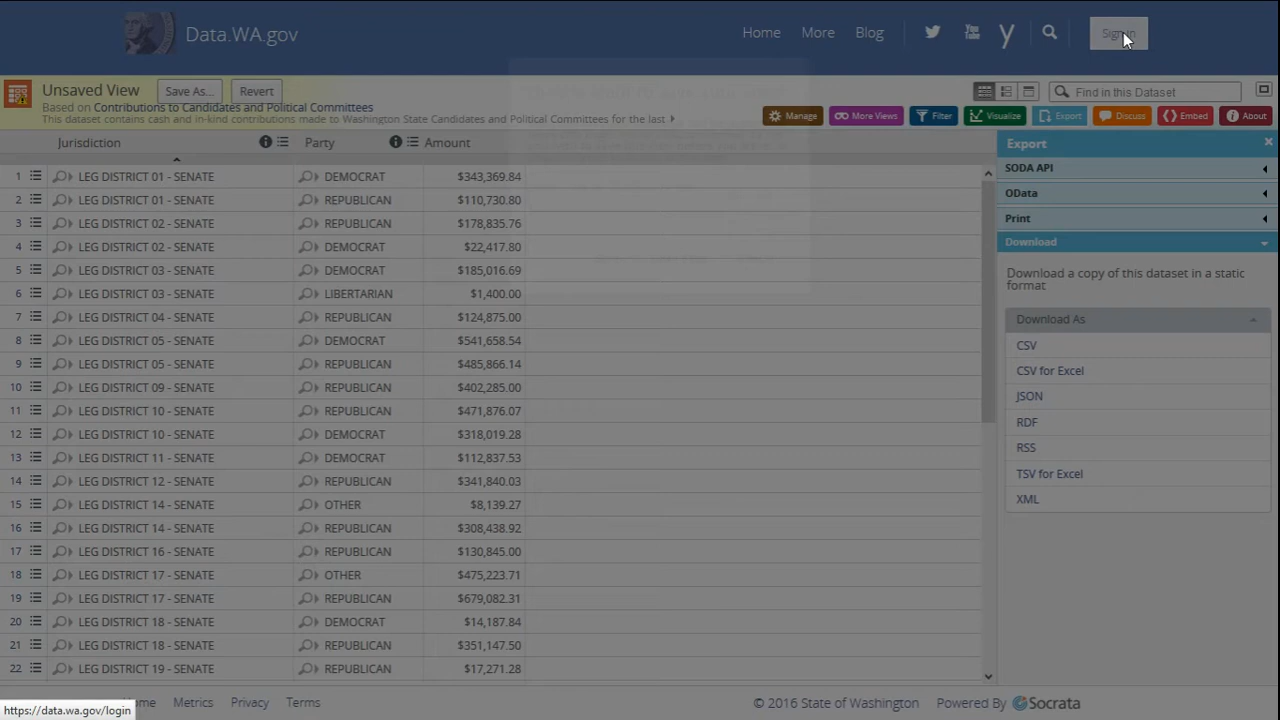 Data.WA.gov
Home More Blog Sign In
Unsaved View Save As... Revert
Based on Contributions to Candidates and Political Committees
This dataset contains cash and in-kind contributions made to Washington State Candidates and Political Committees for the last
Find in this Dataset
Manage More Views Filter Visualize Export Discuss Embed About
Jurisdiction Party Amount
1 LEG DISTRICT 01 - SENATE DEMOCRAT $343,369.84
2 LEG DISTRICT 01 - SENATE REPUBLICAN $110,730.80
3 LEG DISTRICT 02 - SENATE REPUBLICAN $178,835.76
4 LEG DISTRICT 02 - SENATE DEMOCRAT $22,417.80
5 LEG DISTRICT 03 - SENATE DEMOCRAT $185,016.69
6 LEG DISTRICT 03 - SENATE LIBERTARIAN $1,400.00
7 LEG DISTRICT 04 - SENATE REPUBLICAN $124,875.00
8 LEG DISTRICT 05 - SENATE DEMOCRAT $541,658.54
9 LEG DISTRICT 05 - SENATE REPUBLICAN $485,866.14
10 LEG DISTRICT 09 - SENATE REPUBLICAN $402,285.00
11 LEG DISTRICT 10 - SENATE REPUBLICAN $471,876.07
12 LEG DISTRICT 10 - SENATE DEMOCRAT $318,019.28
13 LEG DISTRICT 11 - SENATE DEMOCRAT $112,837.53
14 LEG DISTRICT 12 - SENATE REPUBLICAN $341,840.03
15 LEG DISTRICT 14 - SENATE OTHER $8,139.27
16 LEG DISTRICT 14 - SENATE REPUBLICAN $308,438.92
17 LEG DISTRICT 16 - SENATE REPUBLICAN $130,845.00
18 LEG DISTRICT 17 - SENATE OTHER $475,223.71
19 LEG DISTRICT 17 - SENATE REPUBLICAN $679,082.31
20 LEG DISTRICT 18 - SENATE DEMOCRAT $14,187.84
21 LEG DISTRICT 18 - SENATE REPUBLICAN $351,147.50
22 LEG DISTRICT 19 - SENATE REPUBLICAN $17,271.28
Export
SODA API
OData
Print
Download
Download a copy of this dataset in a static
format
Download As
CSV
CSV for Excel
JSON
RDF
RSS
TSV for Excel
XML
Metrics Privacy Terms © 2016 State of Washington Powered By Socrata
https://data.wa.gov/login